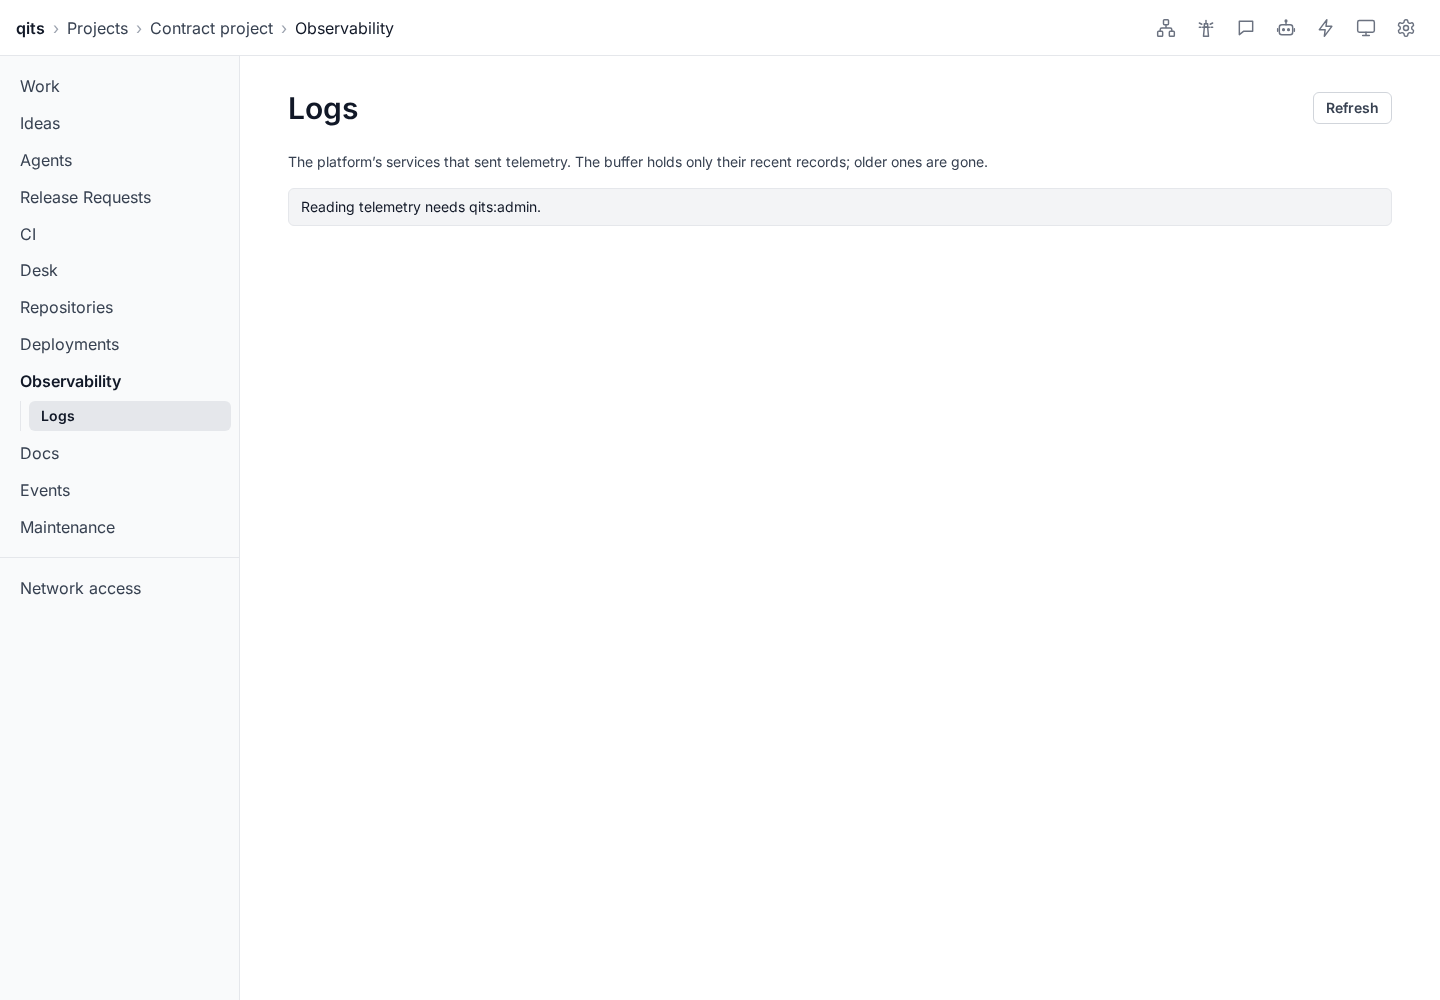 qits › Projects › Contract project › Observability
Work
Ideas
Agents
Release Requests
CI
Desk
Repositories
Deployments
Observability
Logs
Docs
Events
Maintenance
Network access
Logs
Refresh
The platform’s services that sent telemetry. The buffer holds only their recent records; older ones are gone.
Reading telemetry needs qits:admin.